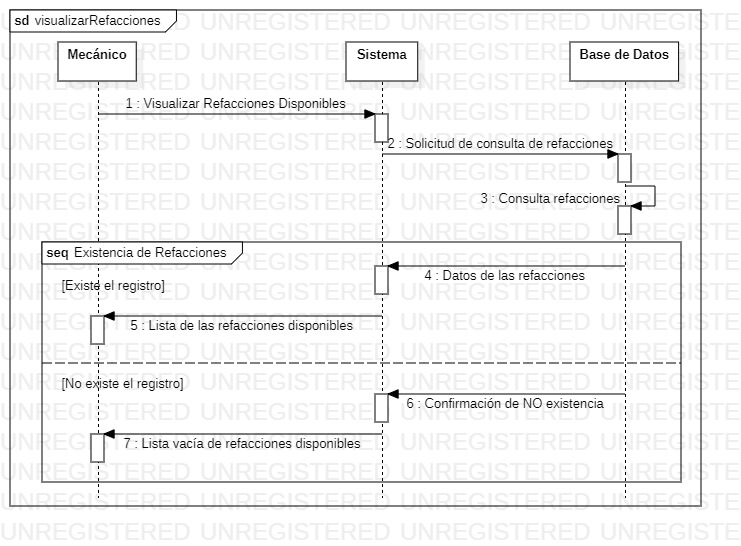 sd visualizarRefacciones
Mecánico
Sistema
Base de Datos
1 : Visualizar Refacciones Disponibles
2 : Solicitud de consulta de refacciones
3 : Consulta refacciones
seq Existencia de Refacciones
4 : Datos de las refacciones
[Existe el registro]
5 : Lista de las refacciones disponibles
[No existe el registro]
6 : Confirmación de NO existencia
7 : Lista vacía de refacciones disponibles
UNREGISTERED UNREGISTERED UNREGISTERED UNREGISTERED